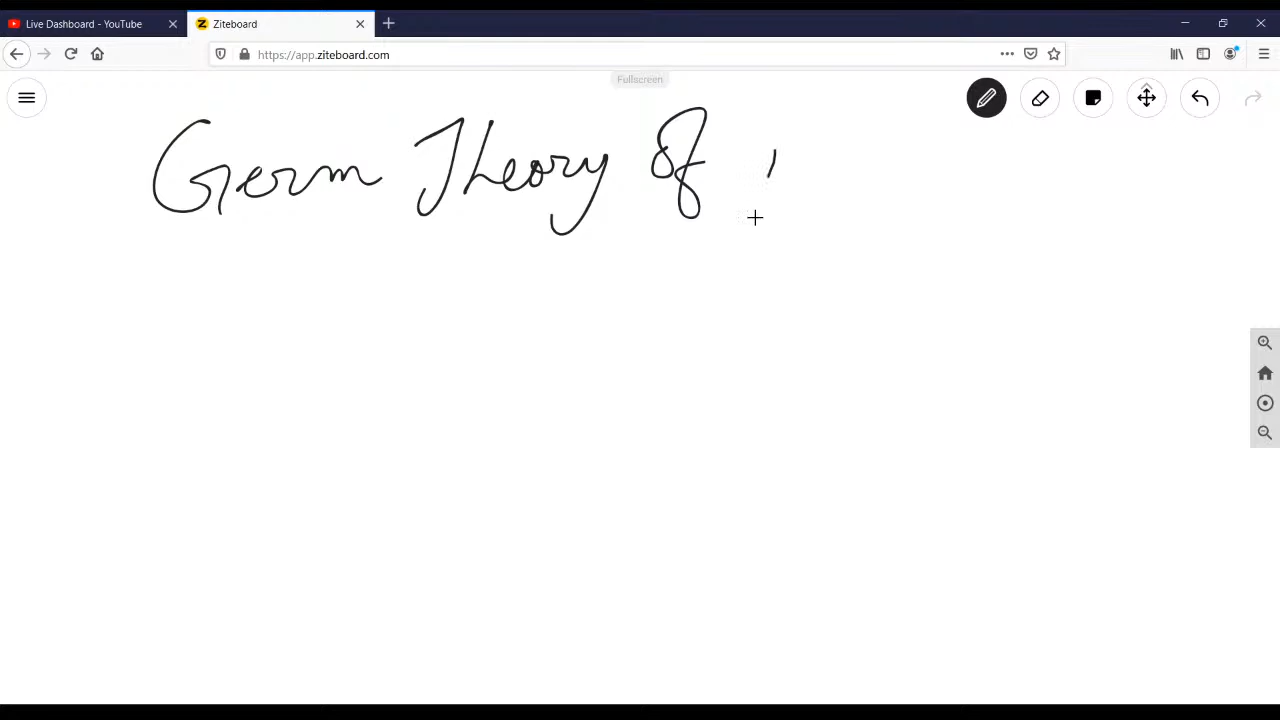 Live Dashboard - YouTube
Ziteboard
https://app.ziteboard.com
Fullscreen
Germ Theory of